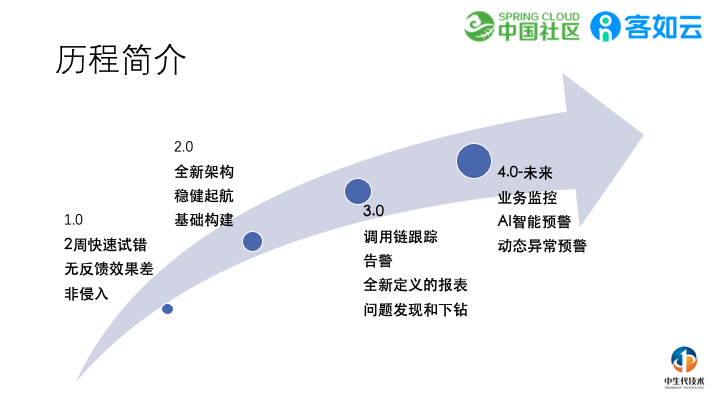 历程简介
SPRING CLOUD
中国社区
客如云
1.0
2周快速试错
无反馈效果差
非侵入
2.0
全新架构
稳健起航
基础构建
3.0
调用链跟踪
告警
全新定义的报表
问题发现和下钻
4.0-未来
业务监控
AI智能预警
动态异常预警
中生代技术